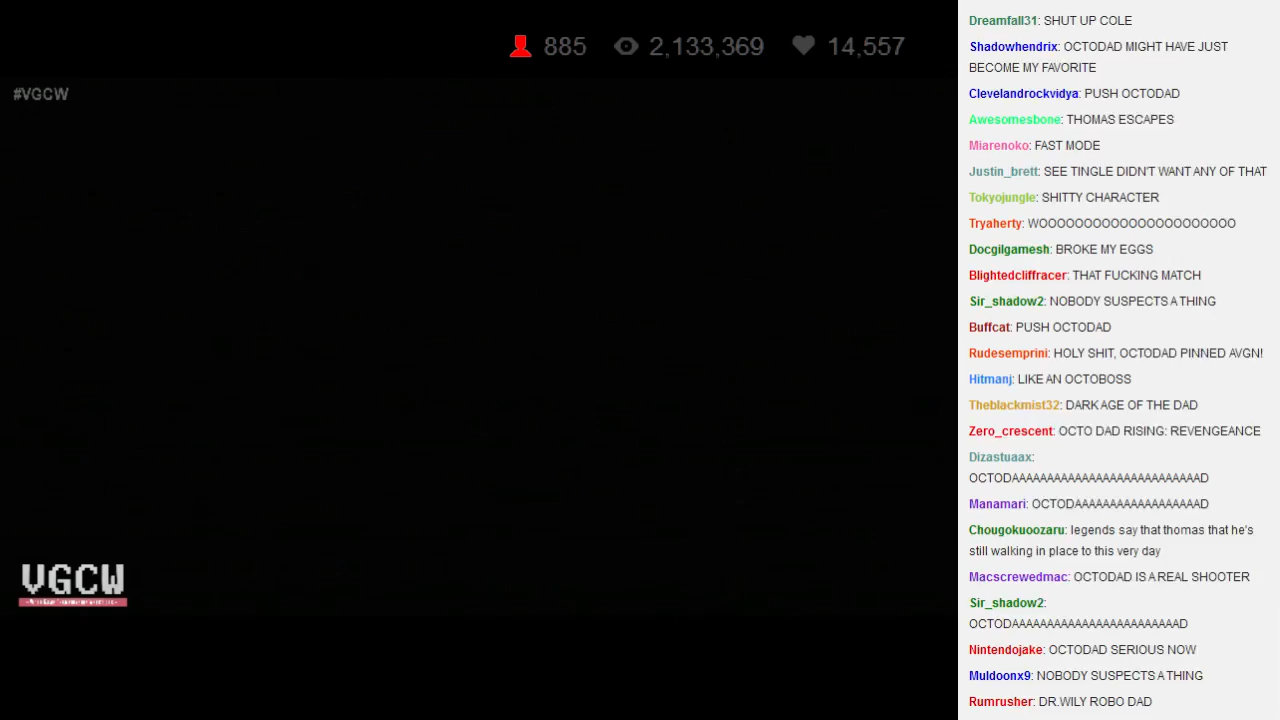 885 2,133,369 14,557
#VGCW
VGCW
Dreamfall31: SHUT UP COLE
Shadowhendrix: OCTODAD MIGHT HAVE JUST
BECOME MY FAVORITE
Clevelandrockvidya: PUSH OCTODAD
Awesomesbone: THOMAS ESCAPES
Miarenoko: FAST MODE
Justin_brett: SEE TINGLE DIDN'T WANT ANY OF THAT
Tokyojungle: SHITTY CHARACTER
Tryaherty: WOOOOOOOOOOOOOOOOOOOOOO
Docgilgamesh: BROKE MY EGGS
Blightedcliffracer: THAT FUCKING MATCH
Sir_shadow2: NOBODY SUSPECTS A THING
Buffcat: PUSH OCTODAD
Rudesemprini: HOLY SHIT, OCTODAD PINNED AVGN!
Hitmanj: LIKE AN OCTOBOSS
Theblackmist32: DARK AGE OF THE DAD
Zero_crescent: OCTO DAD RISING: REVENGEANCE
Dizastuaax:
OCTODAAAAAAAAAAAAAAAAAAAAAAAAAAAD
Manamari: OCTODAAAAAAAAAAAAAAAAAAD
Chougokuoozaru: legends say that thomas that he's
still walking in place to this very day
Macscrewedmac: OCTODAD IS A REAL SHOOTER
Sir_shadow2:
OCTODAAAAAAAAAAAAAAAAAAAAAAAAD
Nintendojake: OCTODAD SERIOUS NOW
Muldoonx9: NOBODY SUSPECTS A THING
Rumrusher: DR.WILY ROBO DAD